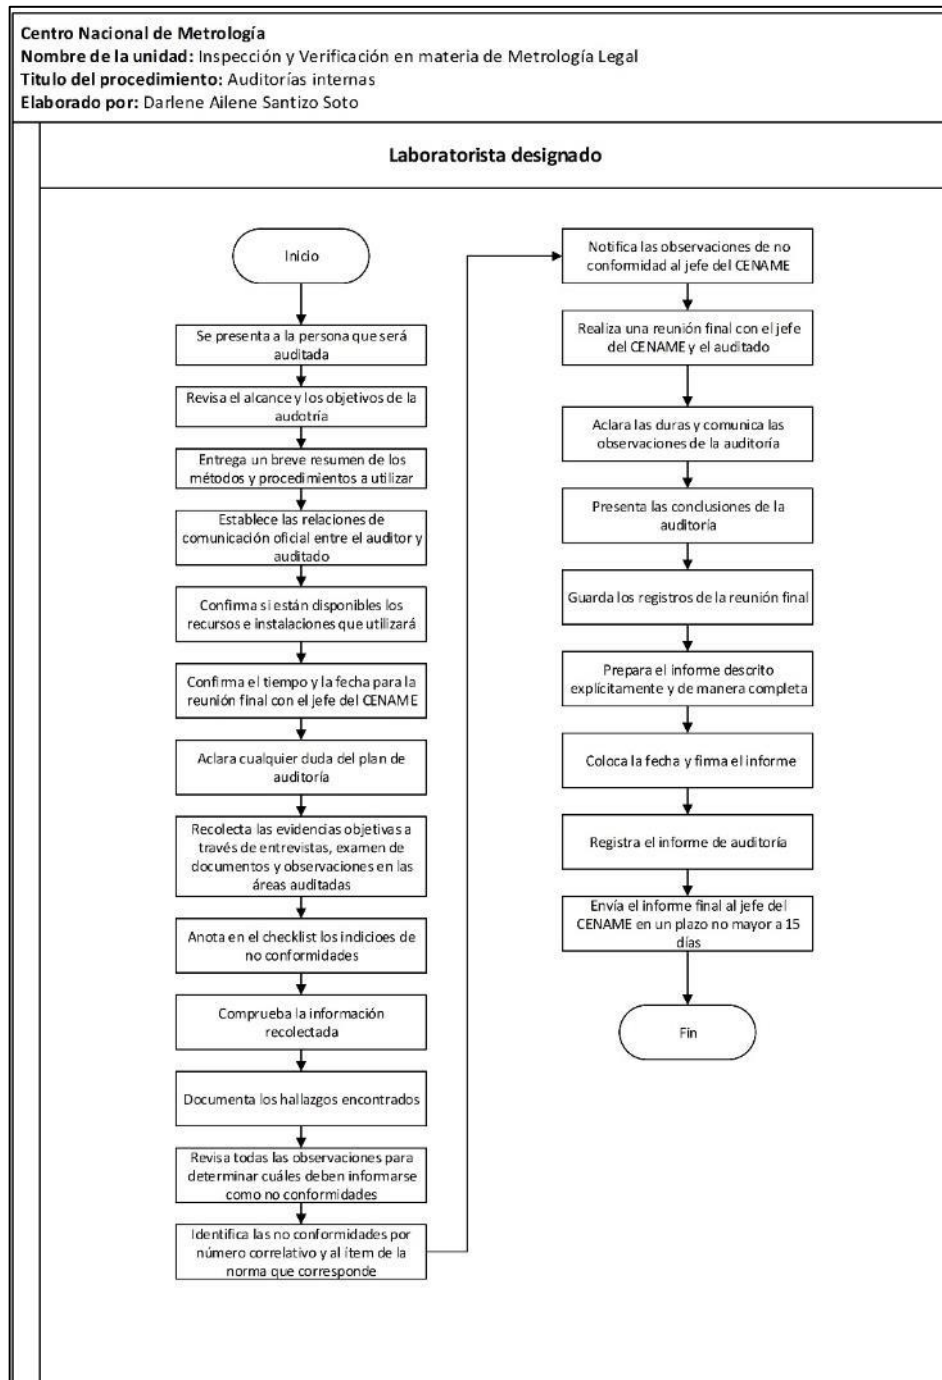 Centro Nacional de Metrología
Nombre de la unidad: Inspección y Verificación en materia de Metrología Legal
Titulo del procedimiento: Auditorías internas
Elaborado por: Darlene Ailene Santizo Soto
Laboratorista designado
Inicio
Se presenta a la persona que será
auditada
Revisa el alcance y los objetivos de la
audotría
Entrega un breve resumen de los
métodos y procedimientos a utilizar
Establece las relaciones de
comunicación oficial entre el auditor y
auditado
Confirma si están disponibles los
recursos e instalaciones que utilizará
Confirma el tiempo y la fecha para la
reunión final con el jefe del CENAME
Aclara cualquier duda del plan de
auditoría
Recolecta las evidencias objetivas a
través de entrevistas, examen de
documentos y observaciones en las
áreas auditadas
Anota en el checklist los indicioes de
no conformidades
Comprueba la información
recolectada
Documenta los hallazgos encontrados
Revisa todas las observaciones para
determinar cuáles deben informarse
como no conformidades
Identifica las no conformidades por
número correlativo y al ítem de la
norma que corresponde
Notifica las observaciones de no
conformidad al jefe del CENAME
Realiza una reunión final con el jefe
del CENAME y el auditado
Aclara las duras y comunica las
observaciones de la auditoría
Presenta las conclusiones de la
auditoría
Guarda los registros de la reunión final
Prepara el informe descrito
explícitamente y de manera completa
Coloca la fecha y firma el informe
Registra el informe de auditoría
Envía el informe final al jefe del
CENAME en un plazo no mayor a 15
días
Fin